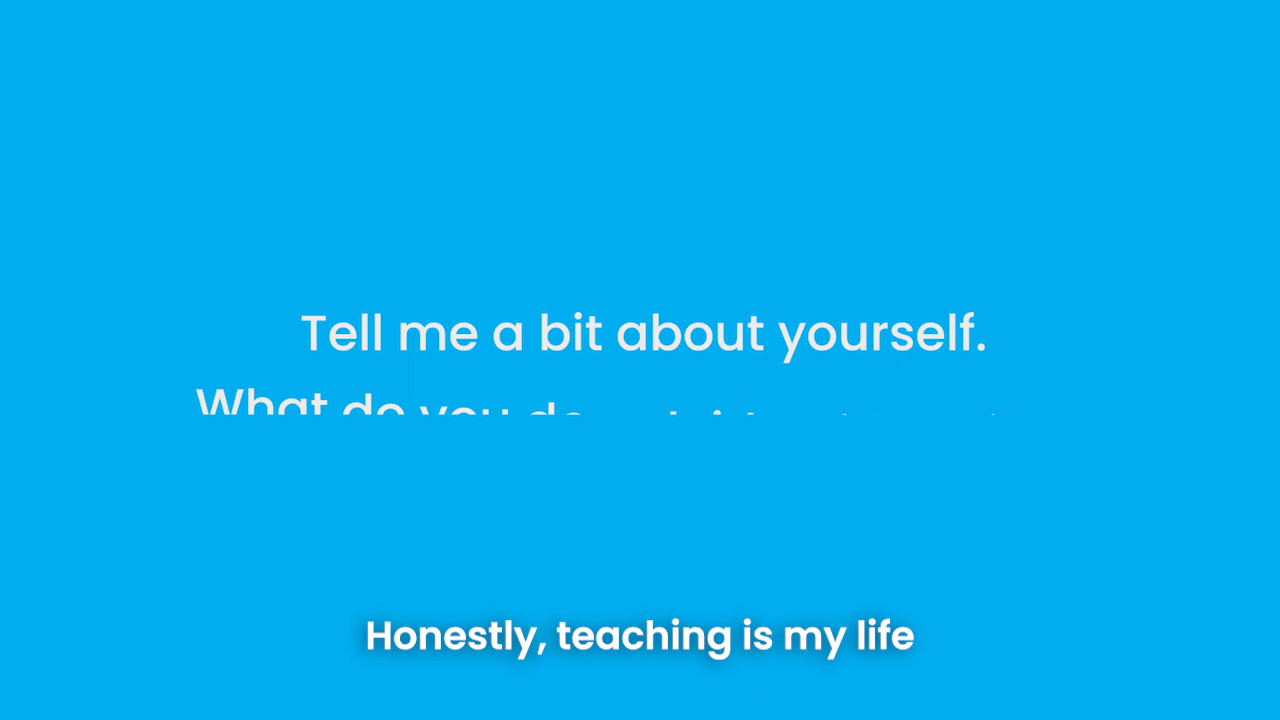 Tell me a bit about yourself.
What do you do
Honestly, teaching is my life